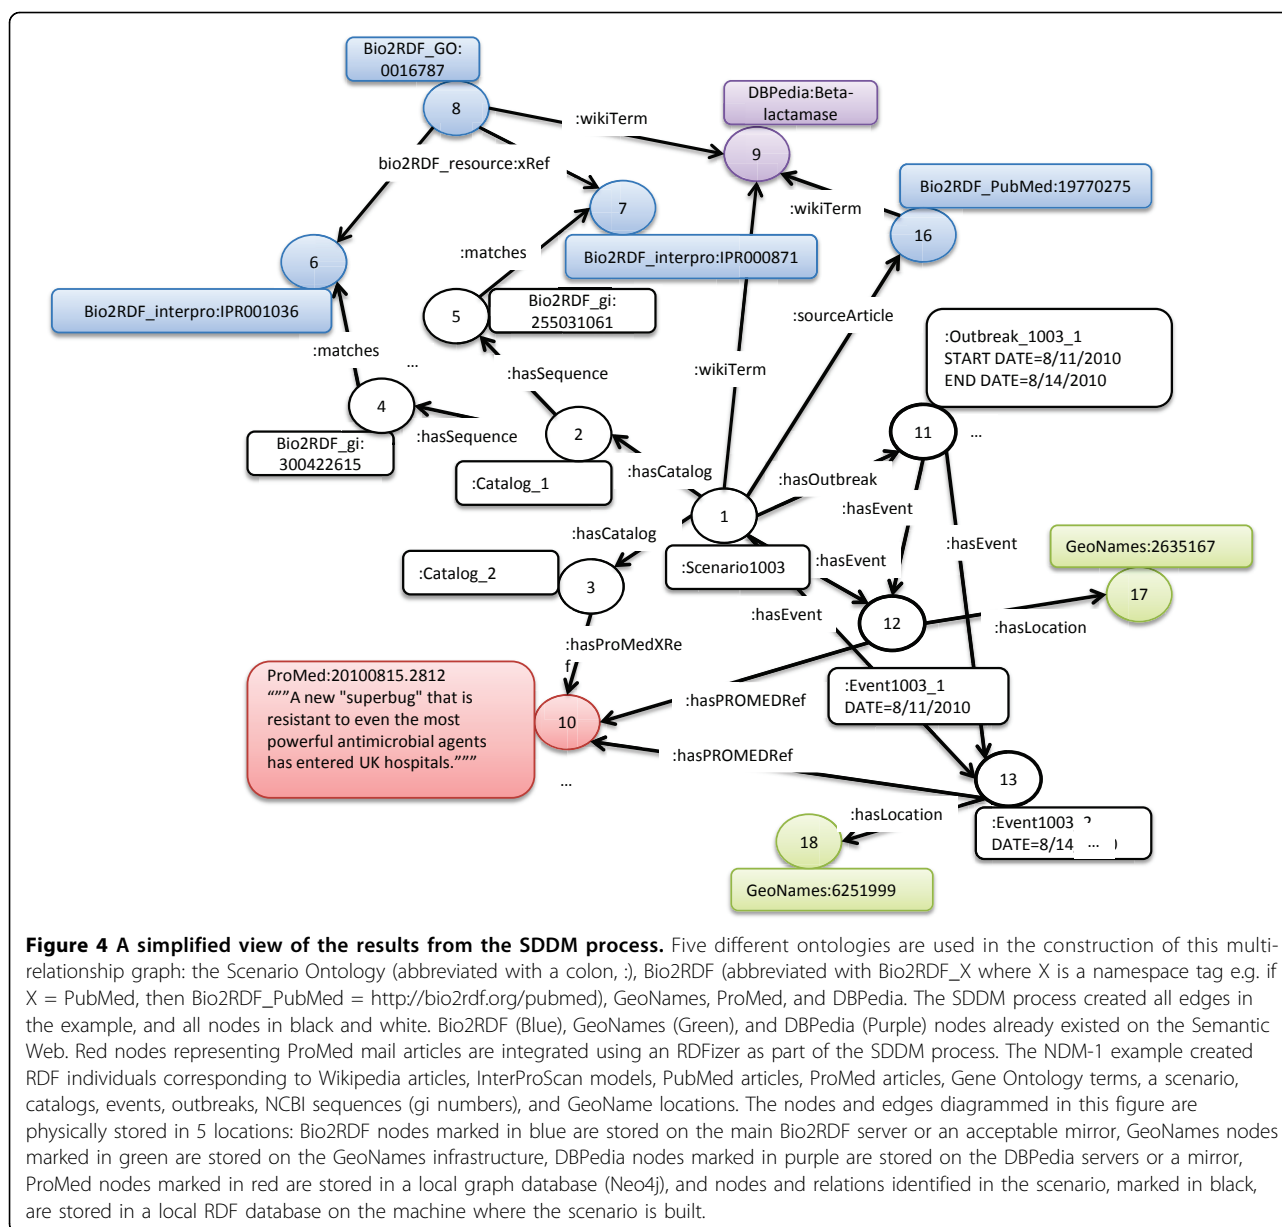 Bio2RDF_GO:
0016787
8
:wikiTerm
DBPedia:Beta-
lactamase
9
bio2RDF_resource:xRef
Bio2RDF_PubMed:19770275
:wikiTerm
7
16
:matches
Bio2RDF_interpro:IPR000871
6
Bio2RDF_interpro:IPR001036
5
Bio2RDF_gi:
255031061
:sourceArticle
:Outbreak_1003_1
START DATE=8/11/2010
END DATE=8/14/2010
:matches
...
:hasSequence
:wikiTerm
4
:hasSequence
2
11
...
Bio2RDF_gi:
300422615
:Catalog_1
:hasCatalog
:hasOutbreak
1
:hasEvent
:hasCatalog
:hasEvent
:hasEvent
GeoNames:2635167
:Catalog_2
3
:Scenario1003
17
:hasEvent
12
:hasLocation
:hasProMedXRe
f
ProMed:20100815.2812
“””A new "superbug" that is
resistant to even the most
powerful antimicrobial agents
has entered UK hospitals.”””
10
:hasPROMEDRef
:Event1003_1
DATE=8/11/2010
:hasPROMEDRef
...
13
:hasLocation
18
:Event1003_2
DATE=8/14
...
GeoNames:6251999
Figure 4 A simplified view of the results from the SDDM process. Five different ontologies are used in the construction of this multi-
relationship graph: the Scenario Ontology (abbreviated with a colon, :), Bio2RDF (abbreviated with Bio2RDF_X where X is a namespace tag e.g. if
X = PubMed, then Bio2RDF_PubMed = http://bio2rdf.org/pubmed), GeoNames, ProMed, and DBPedia. The SDDM process created all edges in
the example, and all nodes in black and white. Bio2RDF (Blue), GeoNames (Green), and DBPedia (Purple) nodes already existed on the Semantic
Web. Red nodes representing ProMed mail articles are integrated using an RDFizer as part of the SDDM process. The NDM-1 example created
RDF individuals corresponding to Wikipedia articles, InterProScan models, PubMed articles, ProMed articles, Gene Ontology terms, a scenario,
catalogs, events, outbreaks, NCBI sequences (gi numbers), and GeoName locations. The nodes and edges diagrammed in this figure are
physically stored in 5 locations: Bio2RDF nodes marked in blue are stored on the main Bio2RDF server or an acceptable mirror, GeoNames nodes
marked in green are stored on the GeoNames infrastructure, DBPedia nodes marked in purple are stored on the DBPedia servers or a mirror,
ProMed nodes marked in red are stored in a local graph database (Neo4j), and nodes and relations identified in the scenario, marked in black,
are stored in a local RDF database on the machine where the scenario is built.